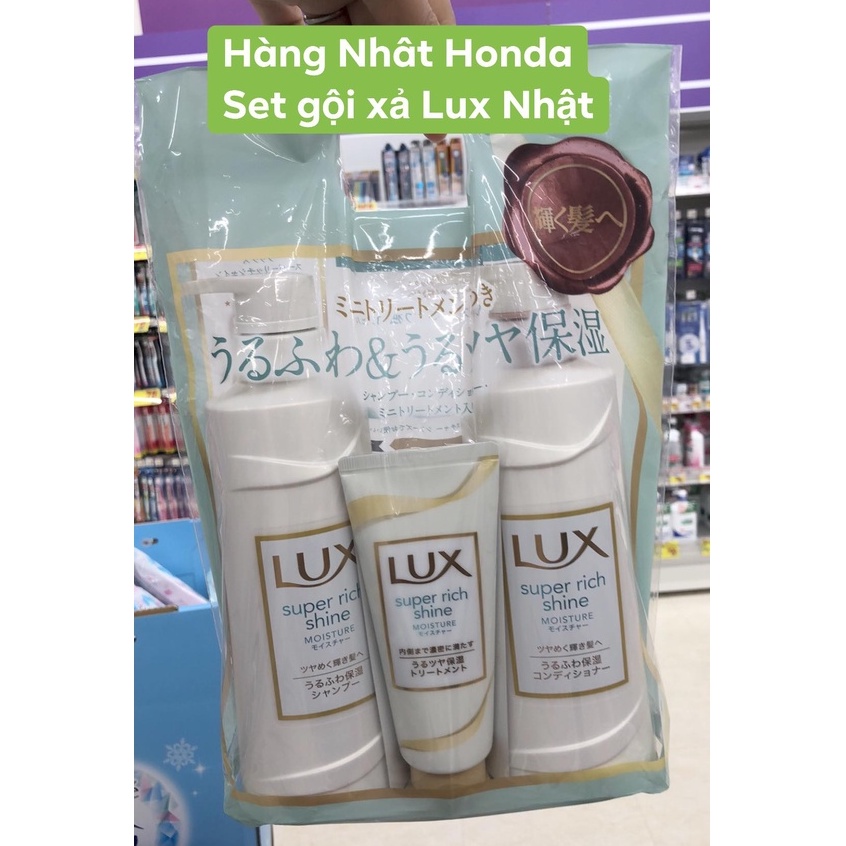 Hàng Nhât Honda
Set gội xả Lux Nhật
輝く髪へ
ミニトリートメントつき
うるふわ&うるツヤ保湿
シャンプー・コンディショナー・
ミニトリートメント入
LUX
super rich
shine
MOISTURE
モイスチャー
ツヤめく輝き髪へ
うるふわ保湿
シャンプー
LUX
super rich
shine
MOISTURE
モイスチャー
内側まで濃密に満たす
うるツヤ保湿
トリートメント
LUX
super rich
shine
MOISTURE
モイスチャー
ツヤめく輝き髪へ
うるふわ保湿
コンディショナー